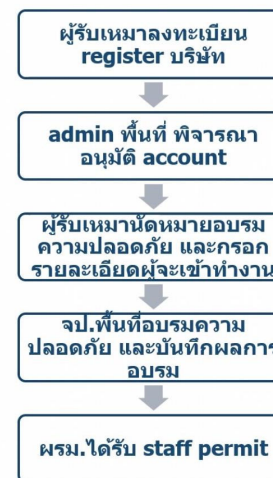 ผู้รับเหมาลงทะเบียน
register บริษัท
admin พื้นที่ พิจารณา
อนุมัติ account
ผู้รับเหมานัดหมายอบรม
ความปลอดภัย และกรอก
รายละเอียดผู้จะเข้าทำงาน
จป.พื้นที่อบรมความ
ปลอดภัย และบันทึกผลการ
อบรม
ผรม.ได้รับ staff permit